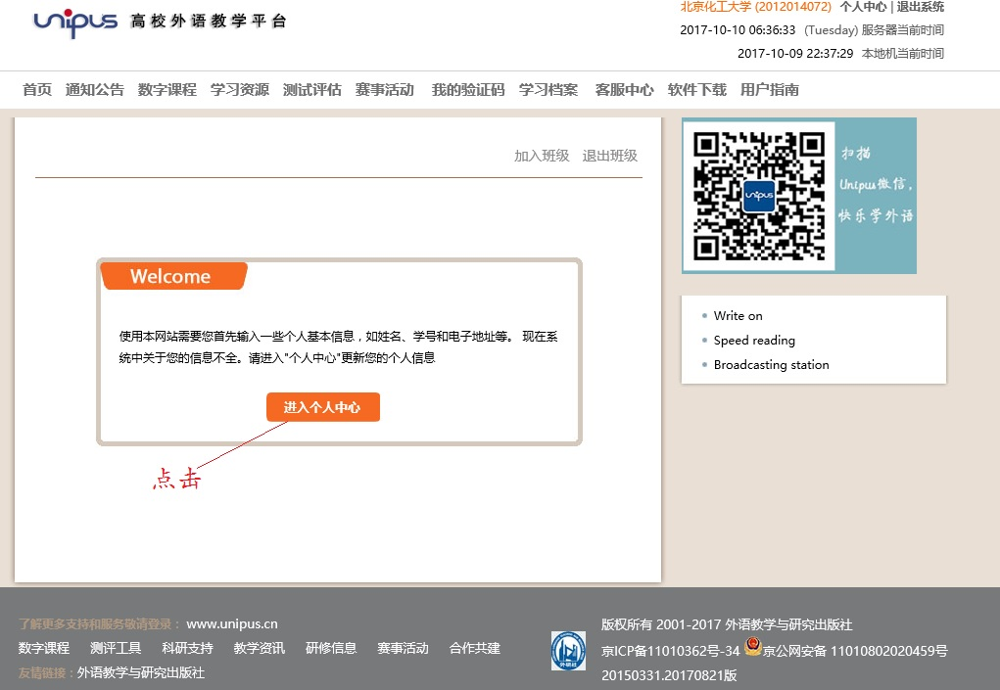 unipus 高校外语教学平台
北京化工大学 (2012014072) 个人中心 | 退出系统
2017-10-10 06:36:33 (Tuesday) 服务器当前时间
2017-10-09 22:37:29 本地机当前时间
首页 通知公告 数字课程 学习资源 测试评估 赛事活动 我的验证码 学习档案 客服中心 软件下载 用户指南
加入班级 退出班级
Welcome
使用本网站需要您首先输入一些个人基本信息，如姓名、学号和电子地址等。 现在系
统中关于您的信息不全。请进入"个人中心"更新您的个人信息
进入个人中心
点击
unipus
扫描
Unipus微信，
快乐学外语
Write on
Speed reading
Broadcasting station
了解更多支持和服务敬请登录： www.unipus.cn
数字课程 测评工具 科研支持 教学资讯 研修信息 赛事活动 合作共建
友情链接：外语教学与研究出版社
外研社
版权所有 2001-2017 外语教学与研究出版社
京ICP备11010362号-34 京公网安备 11010802020459号
20150331.20170821版